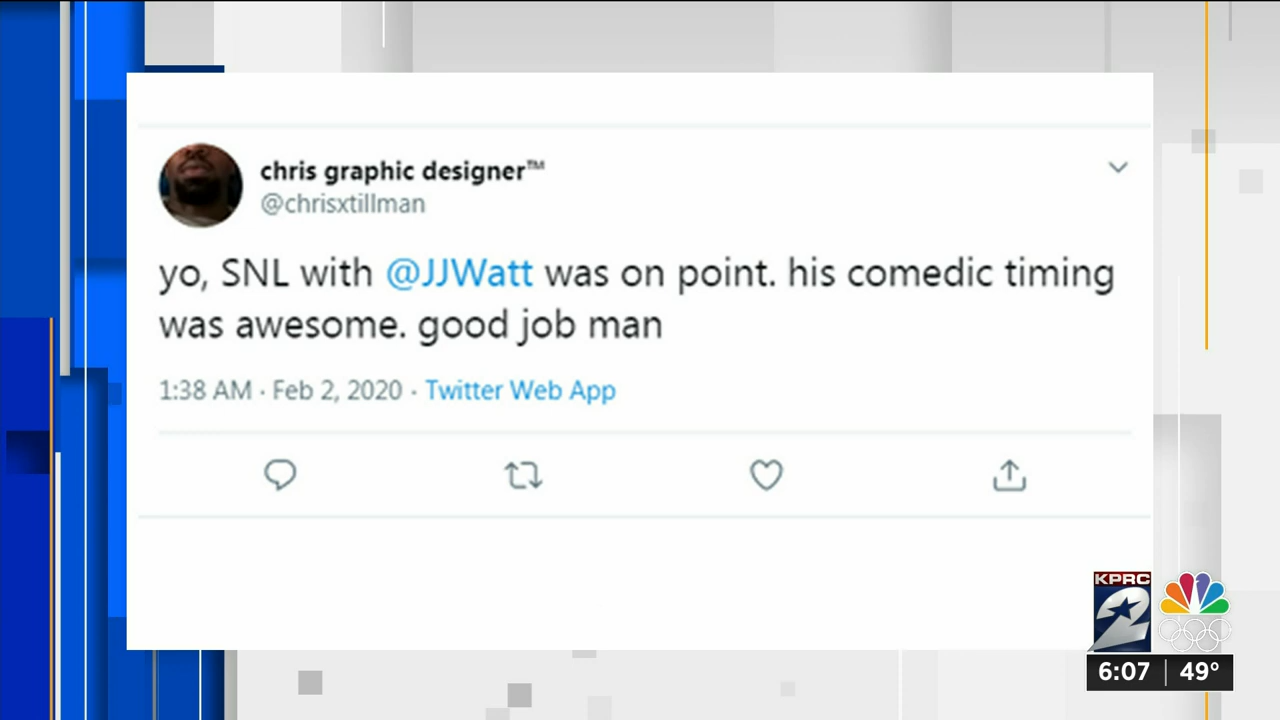 chris graphic designer™
@chrisxtillman
yo, SNL with @JJWatt was on point. his comedic timing
was awesome. good job man
1:38 AM · Feb 2, 2020 · Twitter Web App
KPRC
2
6:07 49°